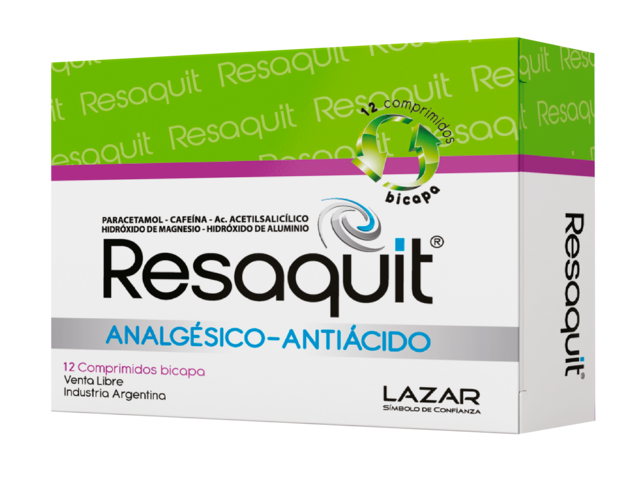 Resaquit Resaquit
Resaquit Resaquit Resaquit
Resaquit Resaquit
12 comprimidos
bicapa
PARACETAMOL - CAFEÍNA - Ac. ACETILSALICÍLICO
HIDRÓXIDO DE MAGNESIO - HIDRÓXIDO DE ALUMINIO
Resaquit®
ANALGÉSICO-ANTIÁCIDO
12 Comprimidos bicapa
Venta Libre
Industria Argentina
LAZAR
SÍMBOLO DE CONFIANZA
Resaquit®